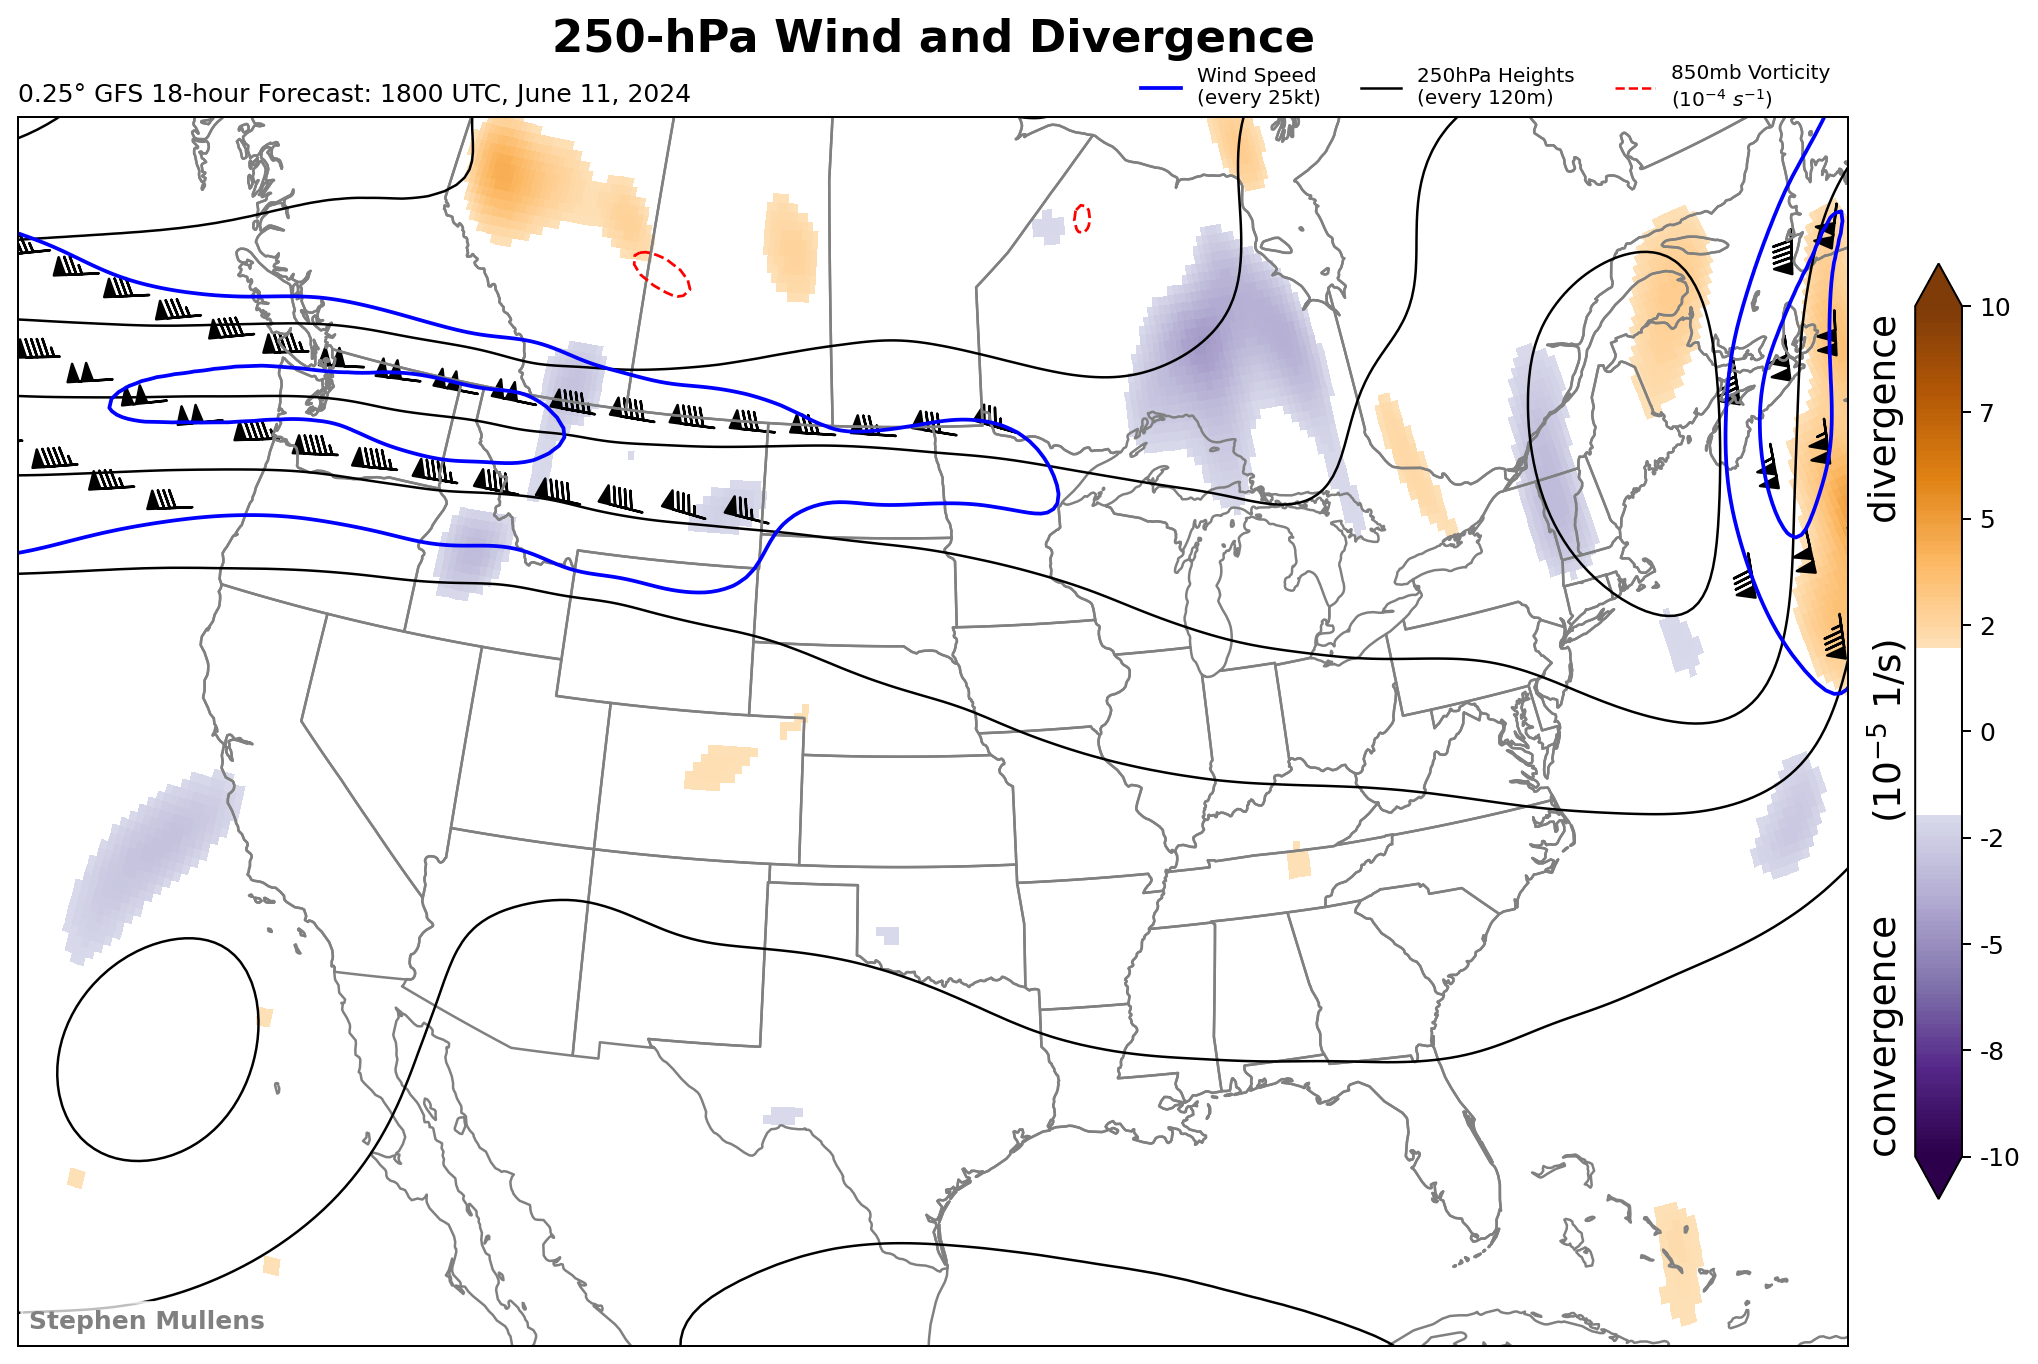 250-hPa Wind and Divergence
0.25° GFS 18-hour Forecast: 1800 UTC, June 11, 2024
Wind Speed
(every 25kt)
250hPa Heights
(every 120m)
850mb Vorticity
(10⁻⁴ s⁻¹)
10
7
5
2
0
-2
-5
-8
-10
convergence (10⁻⁵ 1/s) divergence
Stephen Mullens